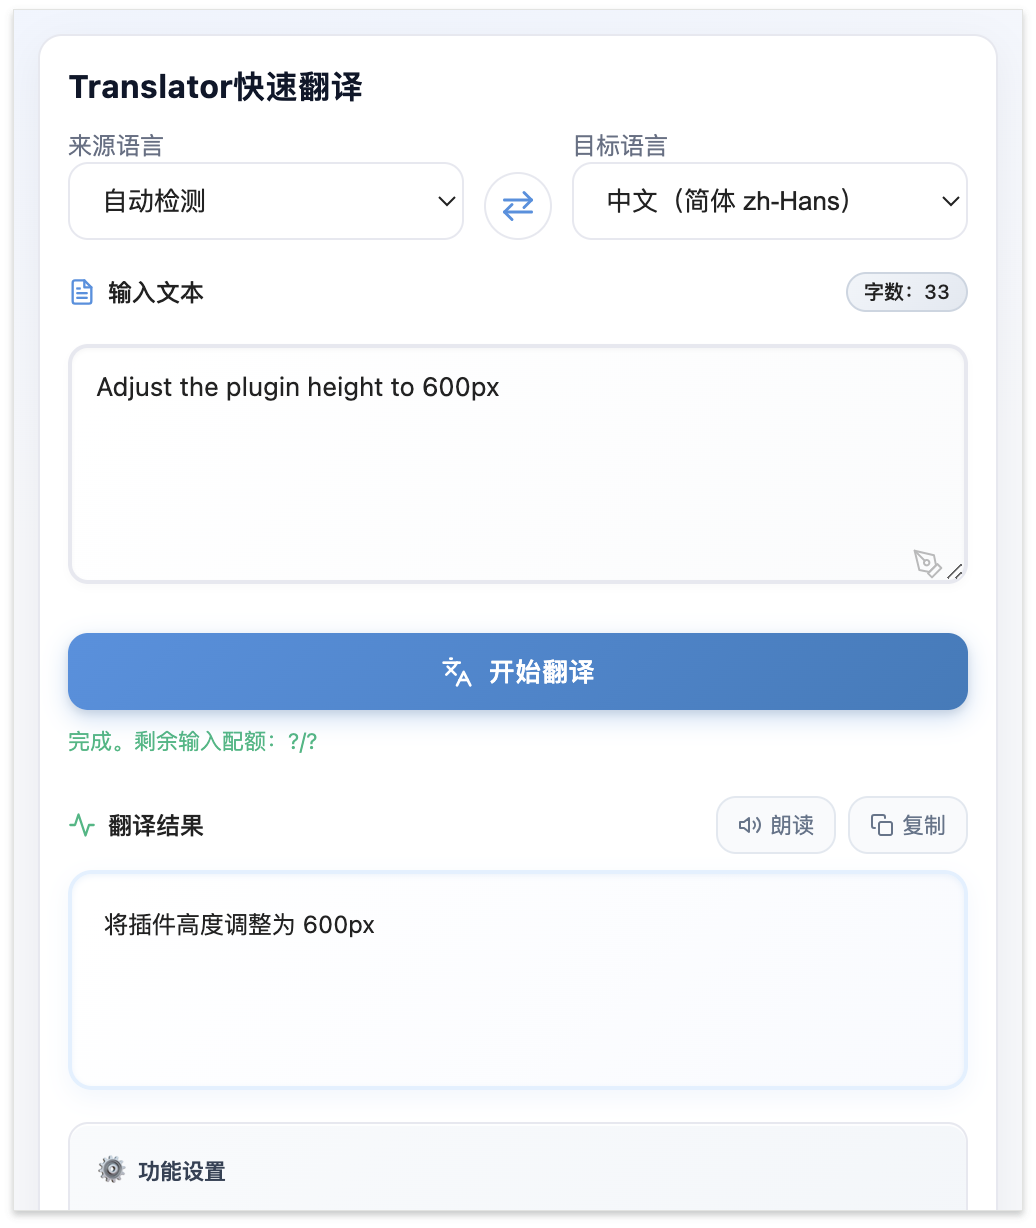 Translator快速翻译
来源语言
目标语言
自动检测
中文（简体 zh-Hans）
输入文本
字数：33
Adjust the plugin height to 600px
开始翻译
完成。剩余输入配额：?/?
翻译结果
朗读
复制
将插件高度调整为 600px
功能设置